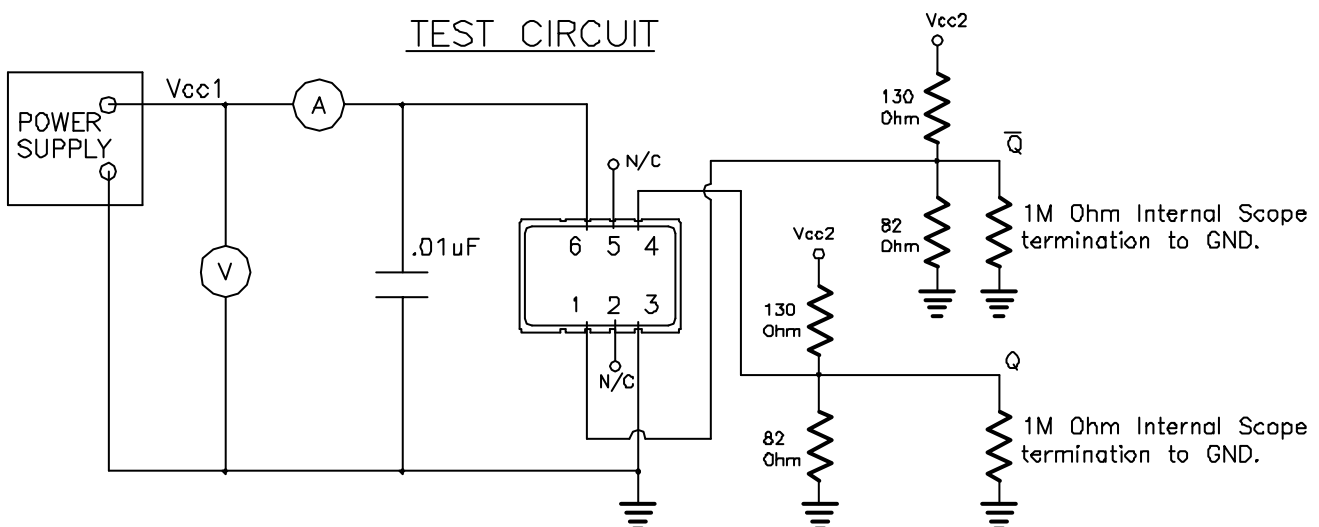 TEST CIRCUIT
Vcc2
Vcc1
A
POWER
SUPPLY
130
Ohm
Q̅
N/C
82
Ohm
1M Ohm Internal Scope
termination to GND.
6 5 4
Vcc2
V
.01uF
1 2 3
130
Ohm
N/C
Q
82
Ohm
1M Ohm Internal Scope
termination to GND.